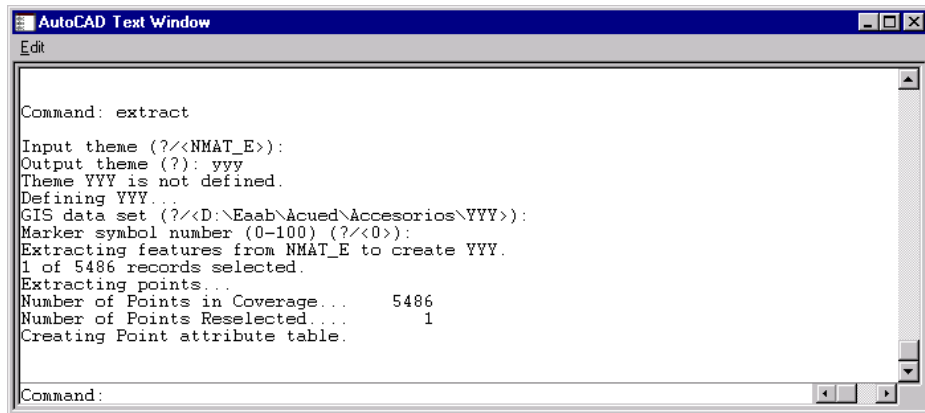 AutoCAD Text Window
Edit
Command: extract
Input theme (?/<NMAT_E>):
Output theme (?): yyy
Theme YYY is not defined.
Defining YYY...
GIS data set (?/<D:\Eaab\Acued\Accesorios\YYY>):
Marker symbol number (0-100) (?/<0>):
Extracting features from NMAT_E to create YYY.
1 of 5486 records selected.
Extracting points...
Number of Points in Coverage... 5486
Number of Points Reselected.... 1
Creating Point attribute table.
Command: